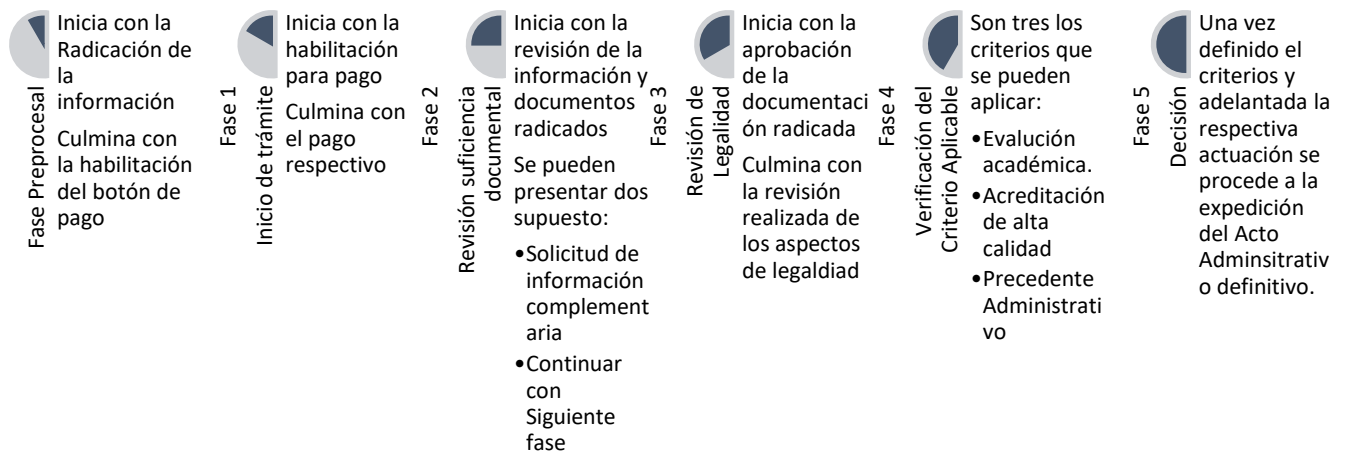 Fase Preprocesal
Inicia con la
Radicación de
la
información
Culmina con
la habilitación
del botón de
pago
Fase 1
Inicio de trámite
Inicia con la
habilitación
para pago
Culmina con
el pago
respectivo
Fase 2
Revisión suficiencia
documental
Inicia con la
revisión de la
información y
documentos
radicados
Se pueden
presentar dos
supuesto:
•Solicitud de
información
complement
aria
•Continuar
con
Siguiente
fase
Fase 3
Revisión de
Legalidad
Inicia con la
aprobación
de la
documentaci
ón radicada
Culmina con
la revisión
realizada de
los aspectos
de legaldiad
Fase 4
Verificación del
Criterio Aplicable
Son tres los
criterios que
se pueden
aplicar:
•Evalución
académica.
•Acreditación
de alta
calidad
•Precedente
Administrati
vo
Fase 5
Decisión
Una vez
definido el
criterios y
adelantada la
respectiva
actuación se
procede a la
expedición
del Acto
Adminsitrativ
o definitivo.